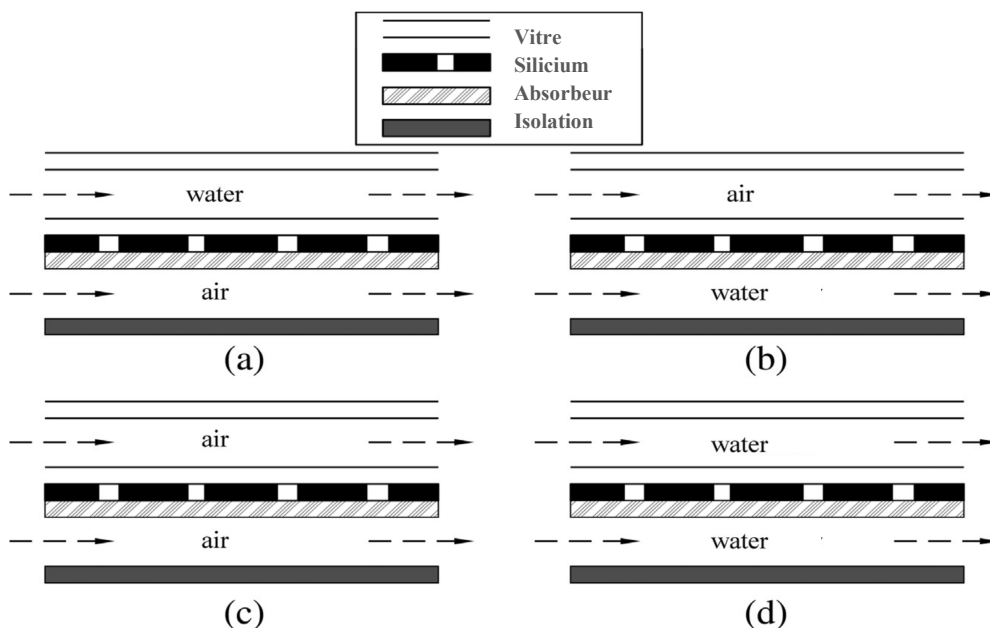 Vitre
Silicium
Absorbeur
Isolation
water
air
air
water
(a)
(b)
air
water
air
water
(c)
(d)